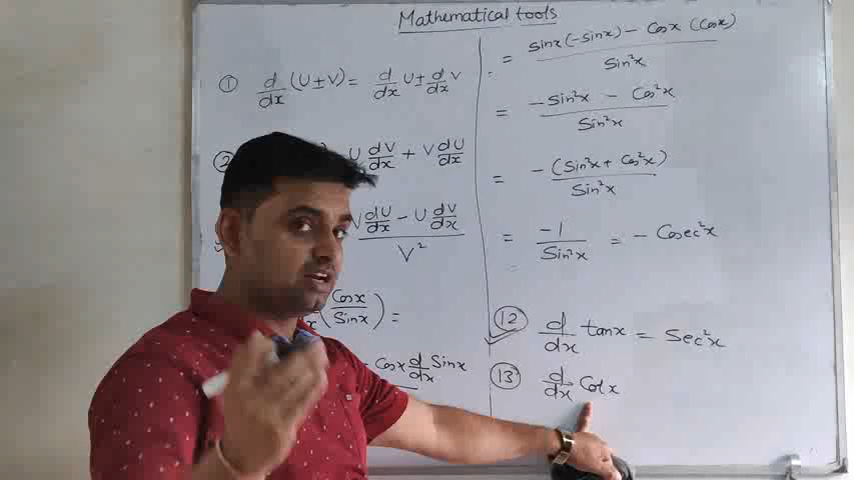 Mathematical tools
① d/dx (U±V) = d/dx U ± d/dx V
② U dV/dx + V dU/dx
V dU/dx − U dV/dx / V²
(Cosx/Sinx) =
Cosx d/dx Sinx
= Sinx(-Sinx) − Cosx (Cosx) / Sin²x
= -Sin²x − Cos²x / Sin²x
= -(Sin²x + Cos²x) / Sin²x
= -1/Sin²x = - Cosec²x
⑫ d/dx tanx = Sec²x
⑬ d/dx Cotx